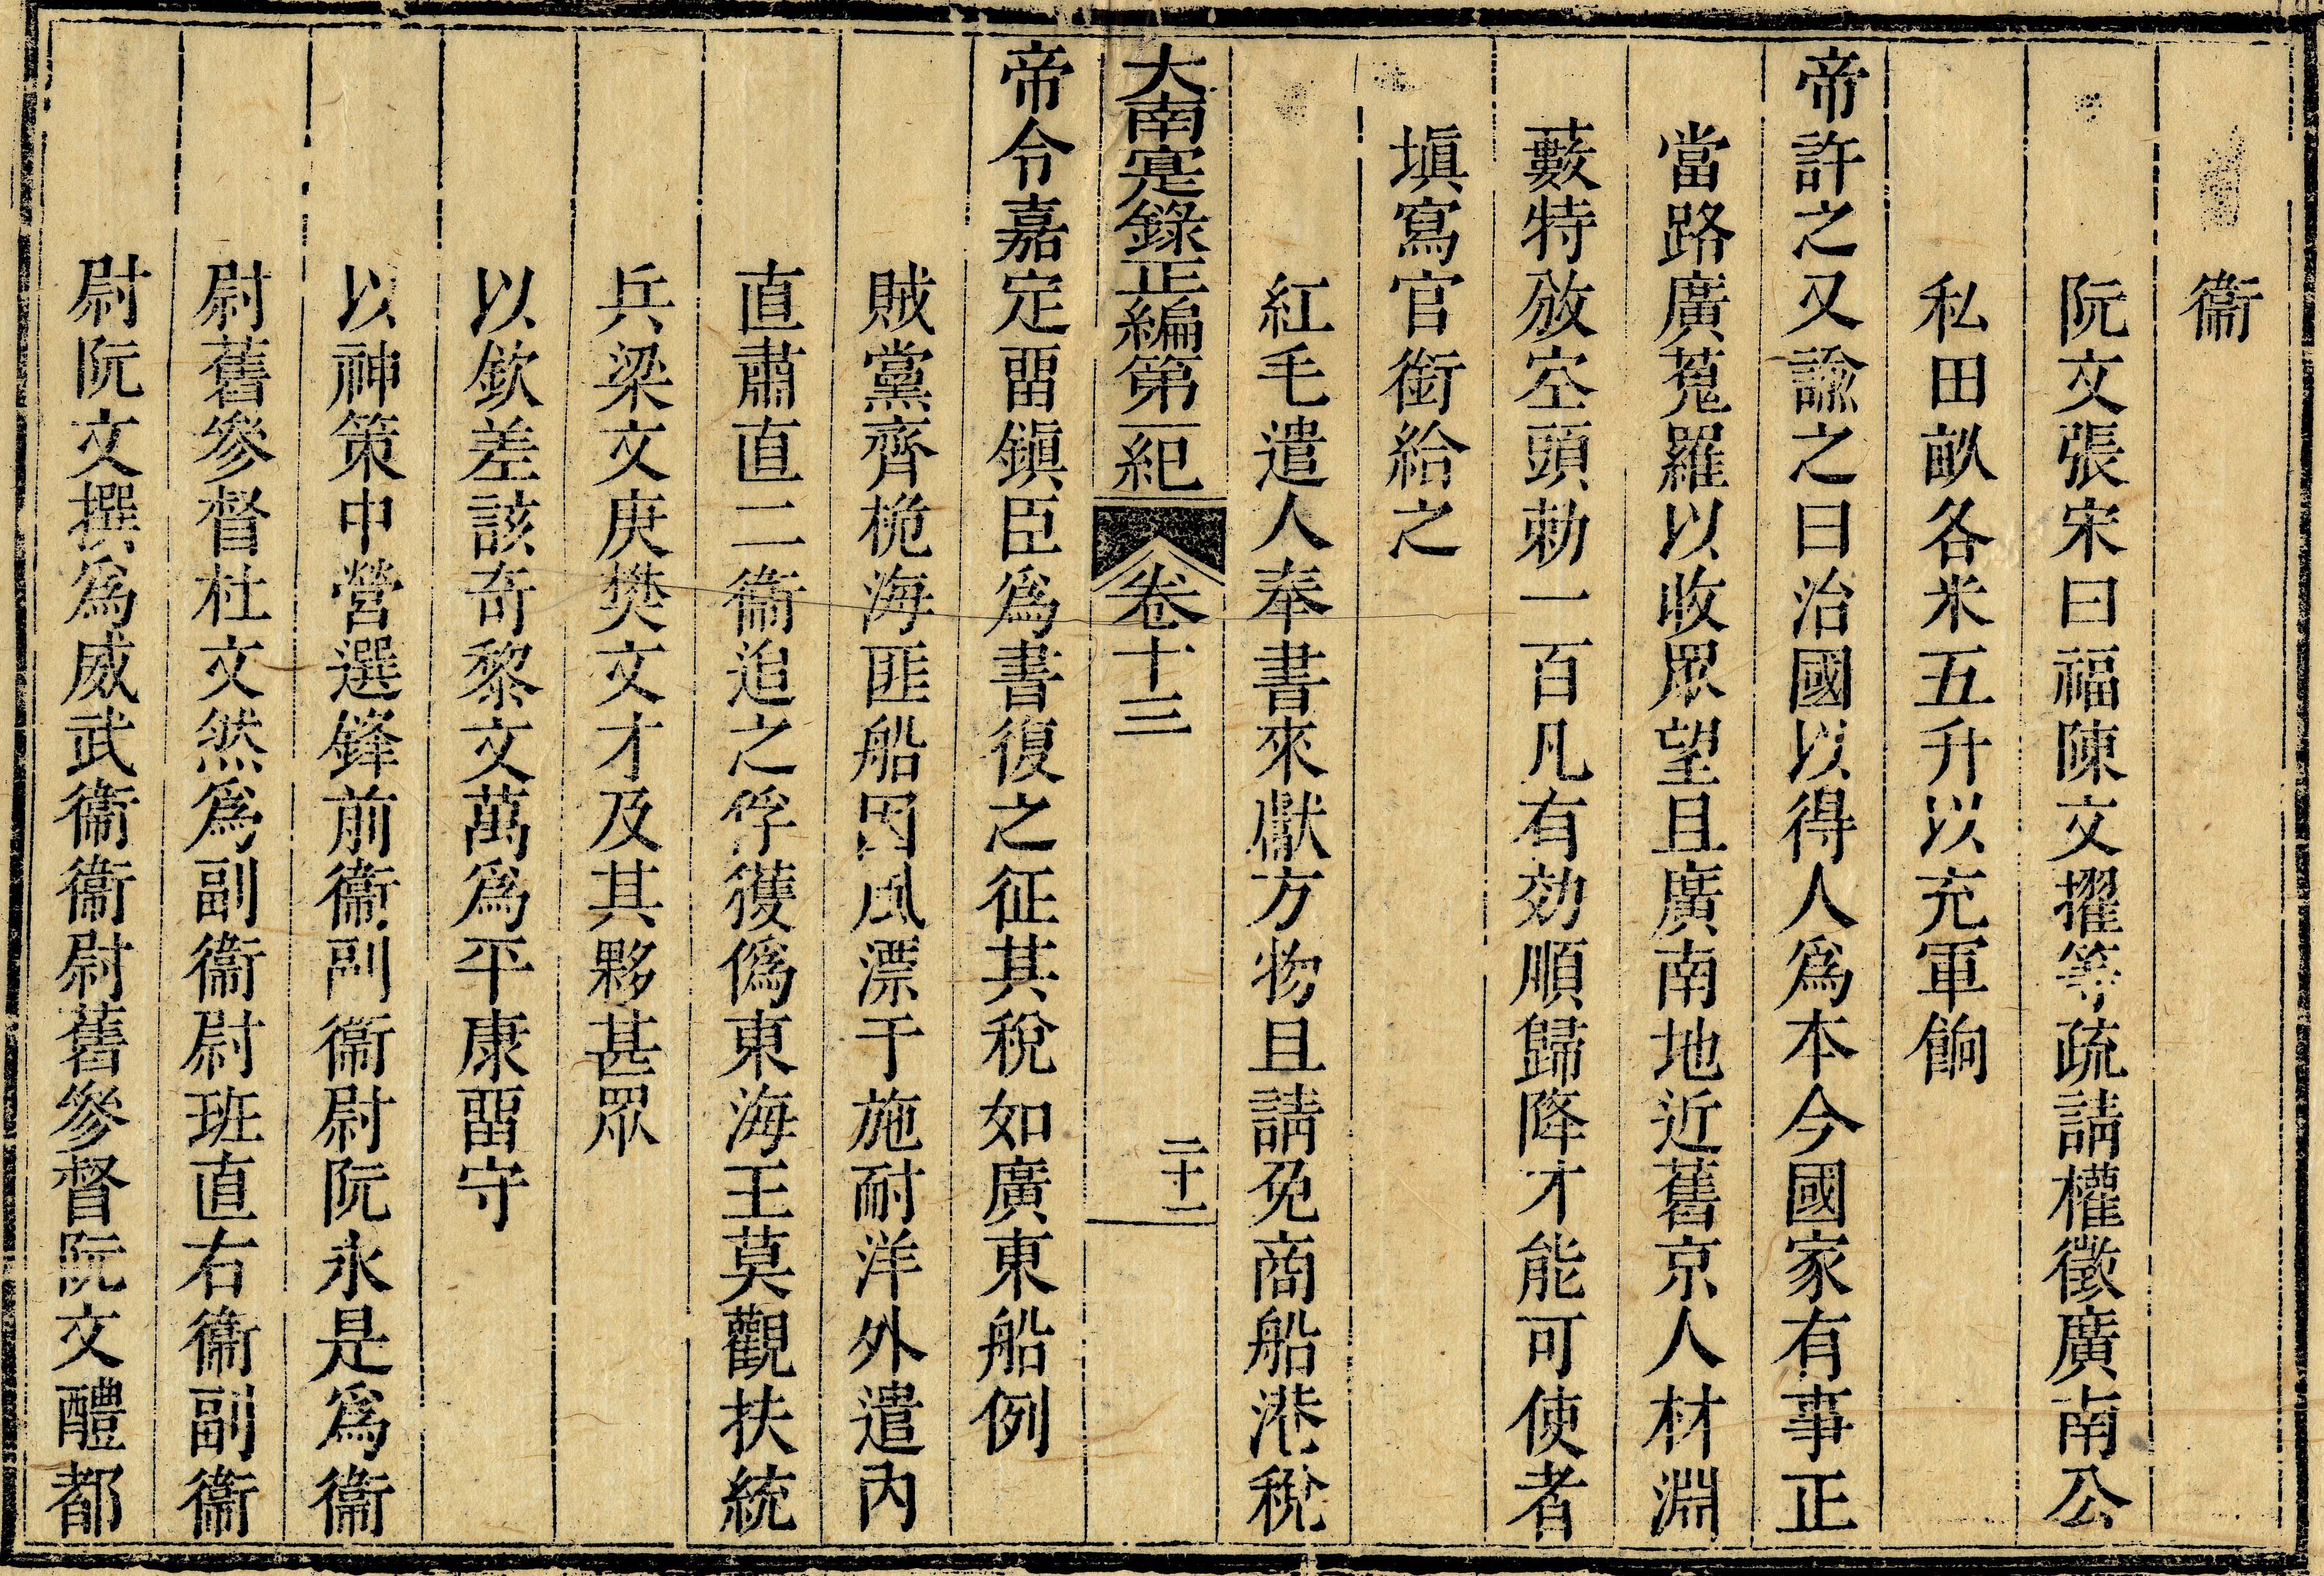 衞
阮文張宋曰福陳文擢等疏請權徵廣南公
私田畝各米五升以充軍餉
帝許之又諭之曰治國以得人爲本今國家有事正
當路廣蒐羅以收眾望且廣南地近舊京人材淵
藪特放空頭勅一百凡有効順歸降才能可使者
塡寫官銜給之
紅毛遣人奉書來獻方物且請免商船港稅
大南寔錄正編第一紀 卷十三 二十一
帝令嘉定畱鎭臣爲書復之征其稅如廣東船例
賊黨齊桅海匪船因風漂于施耐洋外遣內
直肅直二衞追之俘獲僞東海王莫觀扶統
兵梁文庚樊文才及其夥甚眾
以欽差該奇黎文萬爲平康畱守
以神策中營選鋒前衞副衞尉阮永是爲衞
尉舊參督杜文然爲副衞尉班直右衞副衞
尉阮文撰爲威武衞衞尉舊參督阮文醴都